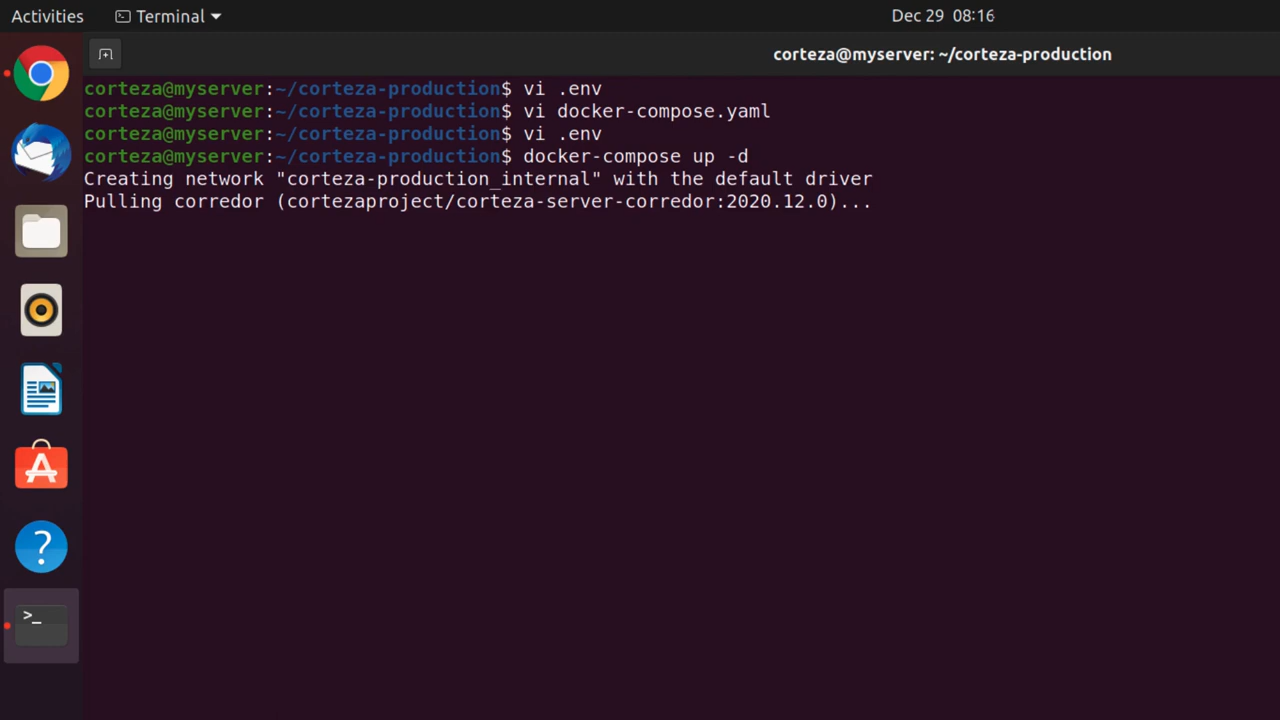 Activities
Terminal
Dec 29 08:16
corteza@myserver: ~/corteza-production
corteza@myserver:~/corteza-production$ vi .env
corteza@myserver:~/corteza-production$ vi docker-compose.yaml
corteza@myserver:~/corteza-production$ vi .env
corteza@myserver:~/corteza-production$ docker-compose up -d
Creating network "corteza-production_internal" with the default driver
Pulling corredor (cortezaproject/corteza-server-corredor:2020.12.0)...